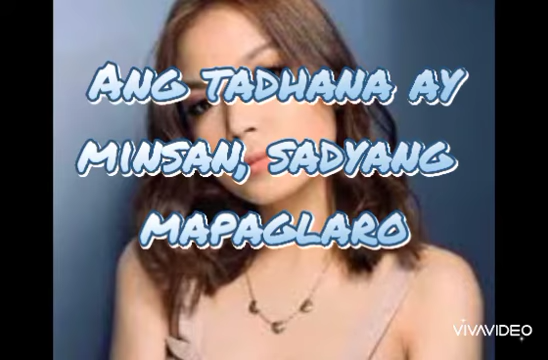 ANG TADHANA AY
MINSAN, SADYANG
MAPAGLARO
VIVAVIDEO